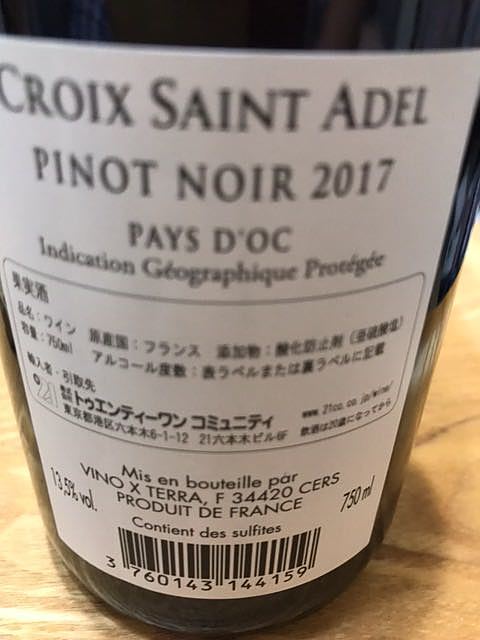 CROIX SAINT ADEL
PINOT NOIR 2017
PAYS D'OC
Indication Géographique Protégée
果実酒
品名：ワイン 原産国：フランス 添加物：酸化防止剤（亜硫酸塩）
容量：750ml アルコール度数：表ラベルまたは裏ラベルに記載
輸入者・引取先
21 株式会社 トゥエンティーワン コミュニティ www.21co.co.jp/wine/
東京都港区六本木6-1-12 21六本木ビル 飲酒は20歳になってから
Mis en bouteille par
13.5% vol. VINO X TERRA, F 34420 CERS 750 ml
PRODUIT DE FRANCE
Contient des sulfites
3 760143 144159